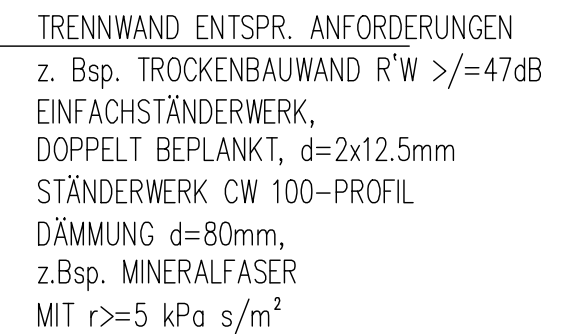 TRENNWAND ENTSPR. ANFORDERUNGEN
z. Bsp. TROCKENBAUWAND R'W >/=47dB
EINFACHSTÄNDERWERK,
DOPPELT BEPLANKT, d=2x12.5mm
STÄNDERWERK CW 100-PROFIL
DÄMMUNG d=80mm,
z.Bsp. MINERALFASER
MIT r>=5 kPa s/m²